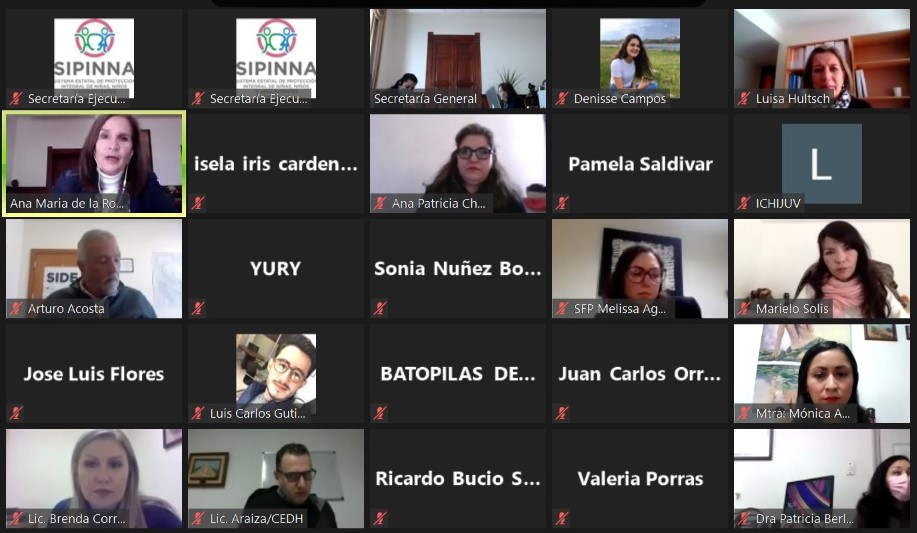 SIPINNA
SISTEMA ESTATAL DE PROTECCIÓN
INTEGRAL DE NIÑAS, NIÑOS
Secretaría Ejecu...
SIPINNA
SISTEMA ESTATAL DE PROTECCIÓN
INTEGRAL DE NIÑAS, NIÑOS
Secretaría Ejecu...
Secretaría General
Denisse Campos
Luisa Hultsch
Ana Maria de la Ro...
isela iris carden...
Ana Patricia Ch...
Pamela Saldivar
L
ICHIJUV
SIDE
Arturo Acosta
YURY
Sonia Nuñez Bo...
SFP Melissa Ag...
Marielo Solis
Jose Luis Flores
Luis Carlos Guti...
BATOPILAS DE...
Juan Carlos Orr...
Mtra: Mónica A...
Lic. Brenda Corr...
Lic. Araiza/CEDH
Ricardo Bucio S...
Valeria Porras
Dra Patricia Berl...